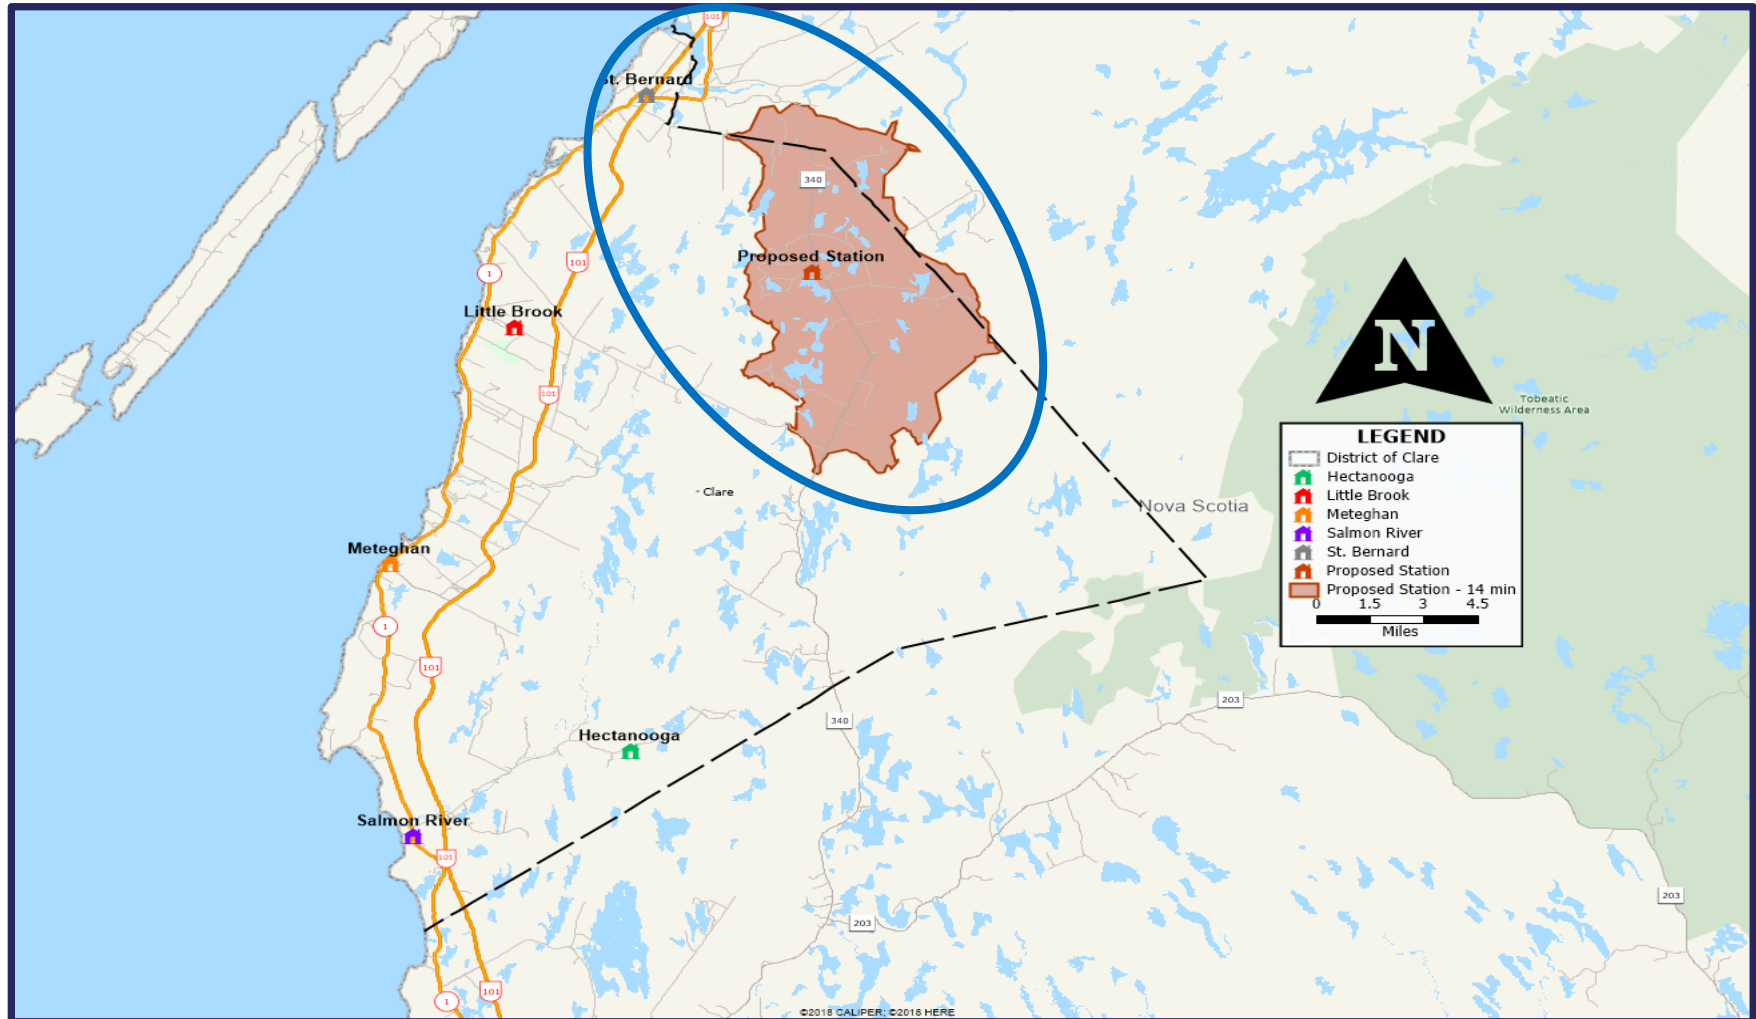 101
St. Bernard
340
Proposed Station
1
101
Little Brook
101
N
Tobeatic
Wilderness Area
LEGEND
District of Clare
Hectanooga
Little Brook
Meteghan
Salmon River
St. Bernard
Proposed Station
Proposed Station - 14 min
0 1.5 3 4.5
Miles
Clare
Nova Scotia
Meteghan
1
101
203
340
Hectanooga
Salmon River
101
203
203
1
101
©2018 CALIPER; ©2018 HERE